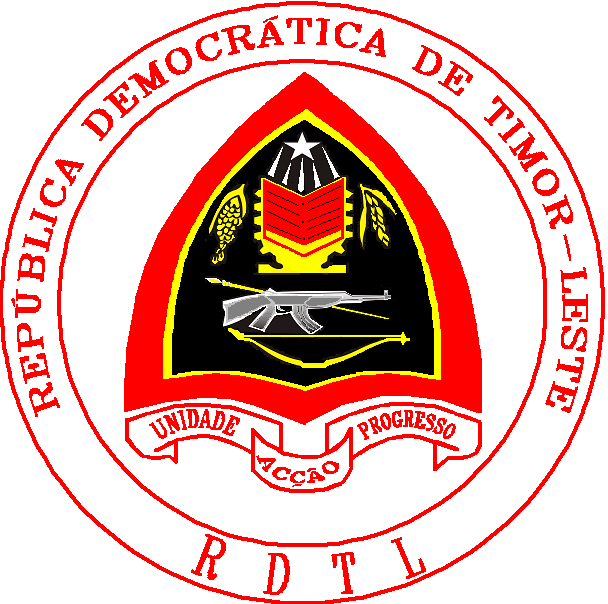 REPÚBLICA DEMOCRÁTICA DE TIMOR-LESTE
UNIDADE
ACÇÃO
PROGRESSO
RDTL